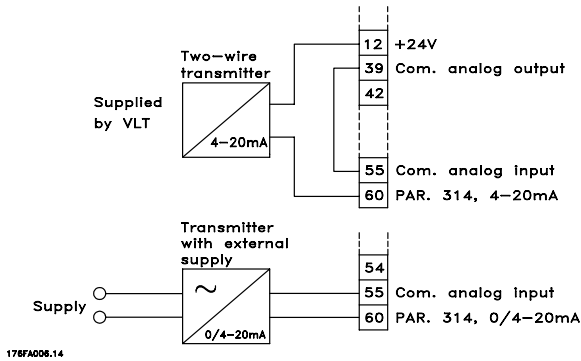 Two-wire
transmitter
Supplied
by VLT
4-20mA
12 +24V
39 Com. analog output
42
55 Com. analog input
60 PAR. 314, 4-20mA
Transmitter
with external
supply
Supply
~
0/4-20mA
54
55 Com. analog input
60 PAR. 314, 0/4-20mA
176FA006.14